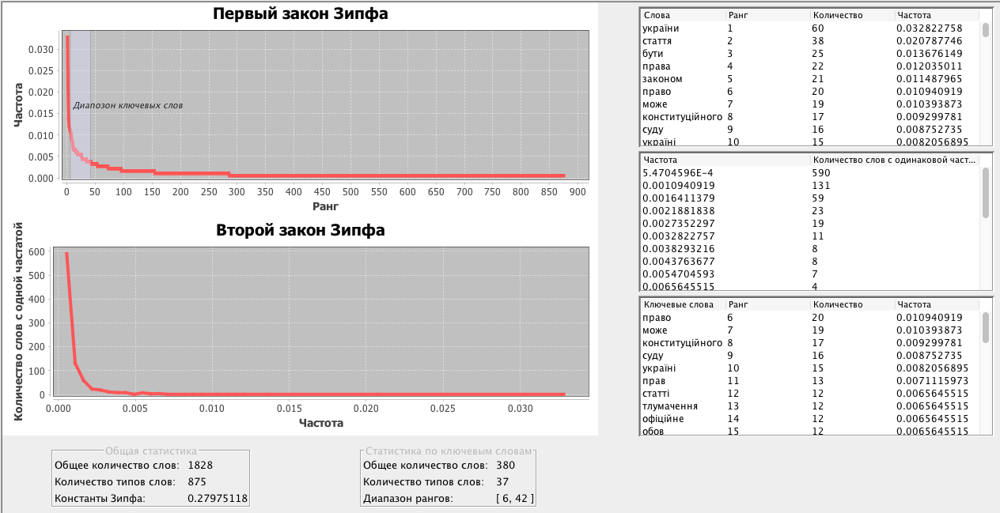 Первый закон Зипфа
Частота
0.030
0.025
0.020
0.015
0.010
0.005
0.000
Диапозон ключевых слов
0 50 100 150 200 250 300 350 400 450 500 550 600 650 700 750 800 850 900
Ранг
Второй закон Зипфа
Количество слов с одной частатой
600
500
400
300
200
100
0
0.000 0.005 0.010 0.015 0.020 0.025 0.030
Частота
Общая статистика
Общее количество слов: 1828
Количество типов слов: 875
Константы Зипфа: 0.27975118
Статистика по ключевым словам
Общее количество слов: 380
Количество типов слов: 37
Диапазон рангов: [ 6, 42 ]
Слова Ранг Количество Частота
україни 1 60 0.032822758
стаття 2 38 0.020787746
бути 3 25 0.013676149
права 4 22 0.012035011
законом 5 21 0.011487965
право 6 20 0.010940919
може 7 19 0.010393873
конституційного 8 17 0.009299781
суду 9 16 0.008752735
україні 10 15 0.0082056895
Частота Количество слов с одинаковой част...
5.4704596E-4 590
0.0010940919 131
0.0016411379 59
0.0021881838 23
0.0027352297 19
0.0032822757 11
0.0038293216 8
0.0043763677 8
0.0054704593 7
0.0065645515 4
Ключевые слова Ранг Количество Частота
право 6 20 0.010940919
може 7 19 0.010393873
конституційного 8 17 0.009299781
суду 9 16 0.008752735
україні 10 15 0.0082056895
прав 11 13 0.0071115973
статті 12 12 0.0065645515
тлумачення 13 12 0.0065645515
офіційне 14 12 0.0065645515
обов 15 12 0.0065645515